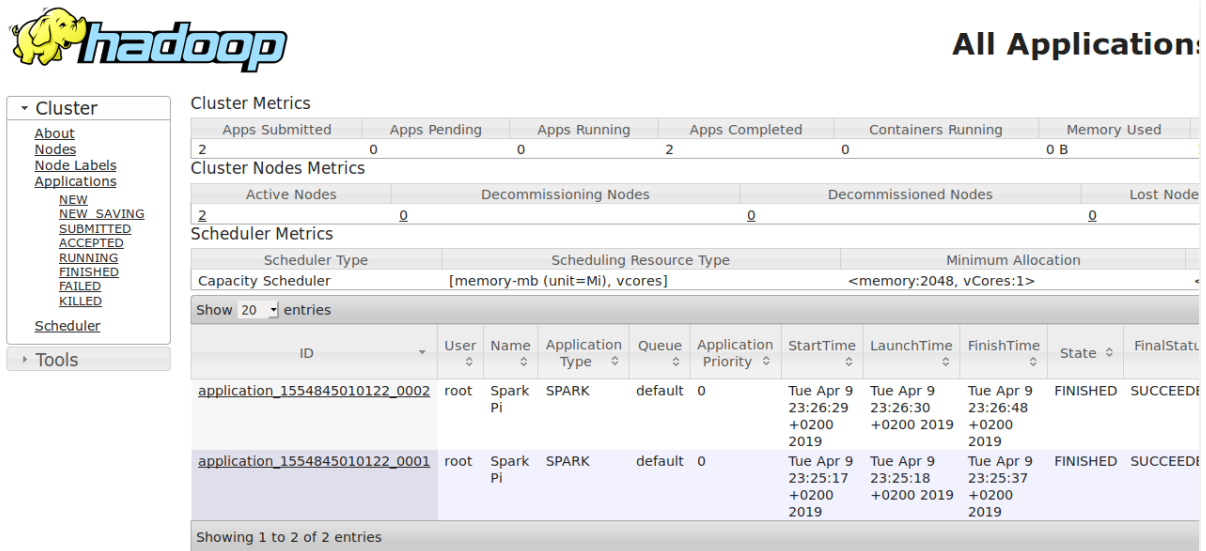 hadoop
All Applications
Cluster
About
Nodes
Node Labels
Applications
NEW
NEW_SAVING
SUBMITTED
ACCEPTED
RUNNING
FINISHED
FAILED
KILLED
Scheduler
Tools
Cluster Metrics
Apps Submitted Apps Pending Apps Running Apps Completed Containers Running Memory Used
2 0 0 2 0 0 B
Cluster Nodes Metrics
Active Nodes Decommissioning Nodes Decommissioned Nodes Lost Node
2 0 0 0
Scheduler Metrics
Scheduler Type Scheduling Resource Type Minimum Allocation
Capacity Scheduler [memory-mb (unit=Mi), vcores] <memory:2048, vCores:1> <
Show 20 entries
ID User Name Application Type Queue Application Priority StartTime LaunchTime FinishTime State FinalStatu
application_1554845010122_0002 root Spark SPARK default 0 Tue Apr 9 Tue Apr 9 Tue Apr 9 FINISHED SUCCEEDE
Pi 23:26:29 23:26:30 23:26:48
+0200 +0200 2019 +0200
2019 2019
application_1554845010122_0001 root Spark SPARK default 0 Tue Apr 9 Tue Apr 9 Tue Apr 9 FINISHED SUCCEEDE
Pi 23:25:17 23:25:18 23:25:37
+0200 +0200 2019 +0200
2019 2019
Showing 1 to 2 of 2 entries